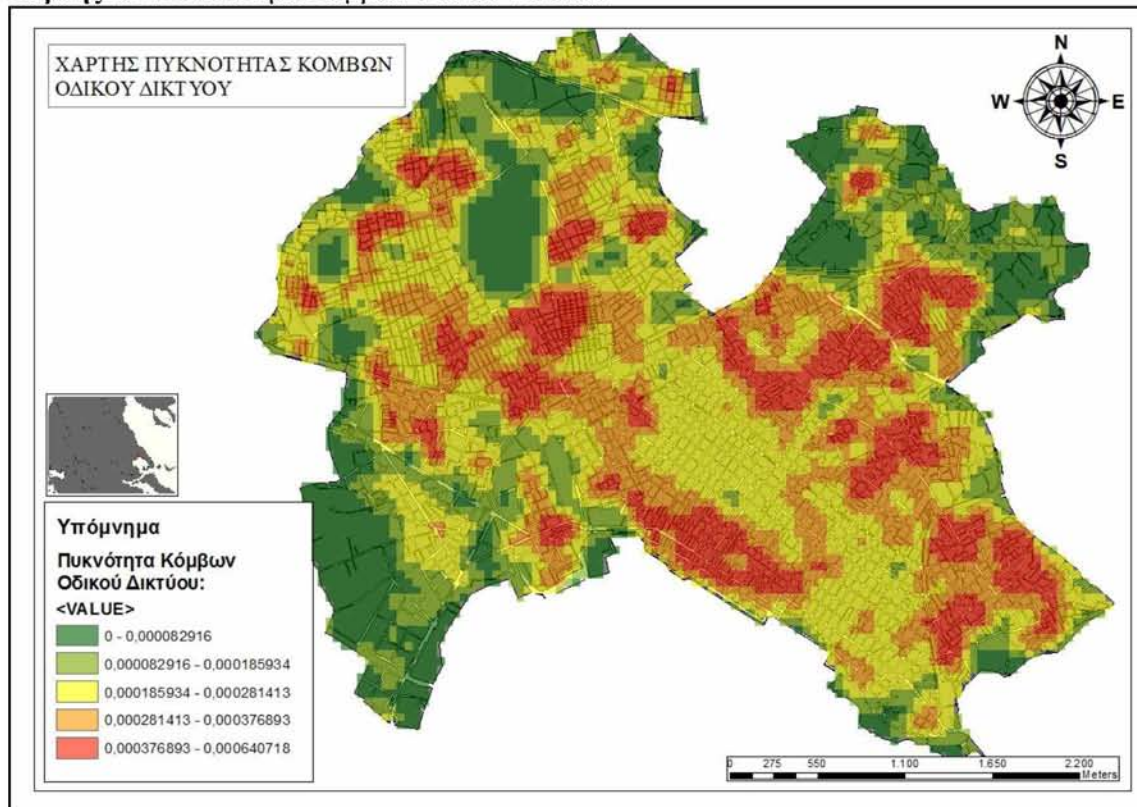 ΧΑΡΤΗΣ ΠΥΚΝΟΤΗΤΑΣ ΚΟΜΒΩΝ
ΟΔΙΚΟΥ ΔΙΚΤΥΟΥ
N
W E
S
Υπόμνημα
Πυκνότητα Κόμβων
Οδικού Δικτύου:
<VALUE>
0 - 0,000082916
0,000082916 - 0,000185934
0,000185934 - 0,000281413
0,000281413 - 0,000376893
0,000376893 - 0,000640718
0 275 550 1.100 1.650 2.200
Meters